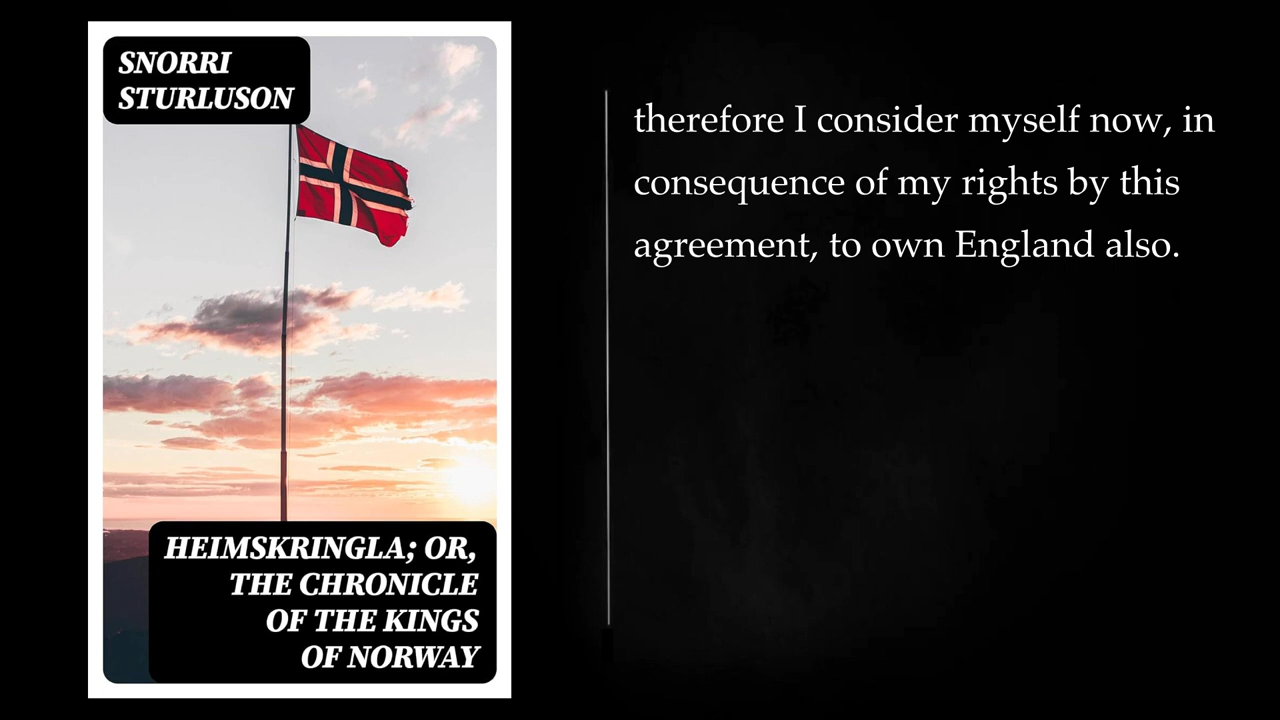 SNORRI
STURLUSON
HEIMSKRINGLA; OR,
THE CHRONICLE
OF THE KINGS
OF NORWAY
therefore I consider myself now, in
consequence of my rights by this
agreement, to own England also.